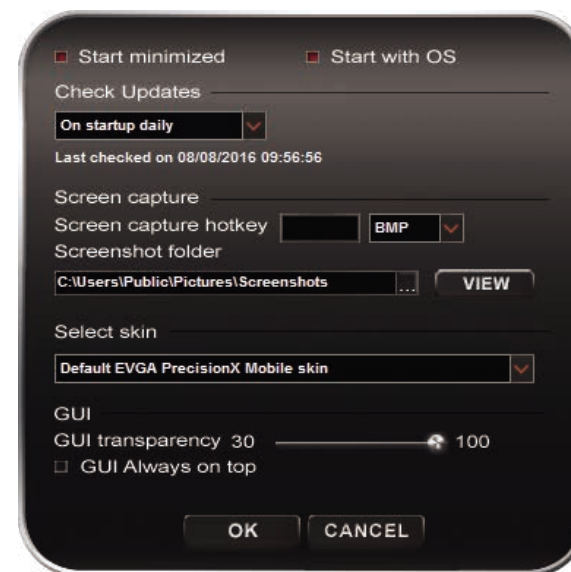 Start minimized Start with OS
Check Updates
On startup daily
Last checked on 08/08/2016 09:56:56
Screen capture
Screen capture hotkey BMP
Screenshot folder
C:\Users\Public\Pictures\Screenshots ... VIEW
Select skin
Default EVGA PrecisionX Mobile skin
GUI
GUI transparency 30 100
GUI Always on top
OK CANCEL